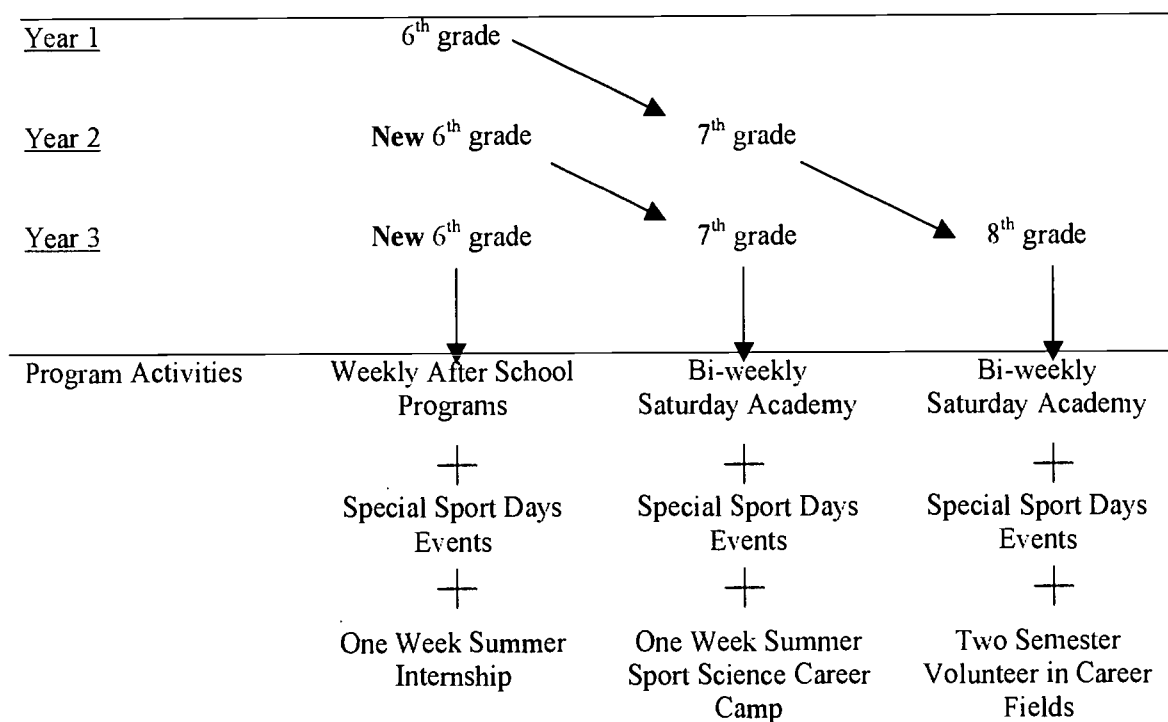 Year 1 6th grade
Year 2 New 6th grade 7th grade
Year 3 New 6th grade 7th grade 8th grade
Program Activities Weekly After School Bi-weekly Bi-weekly
Programs Saturday Academy Saturday Academy
+ + +
Special Sport Days Special Sport Days Special Sport Days
Events Events Events
+ + +
One Week Summer One Week Summer Two Semester
Internship Sport Science Career Volunteer in Career
Camp Fields